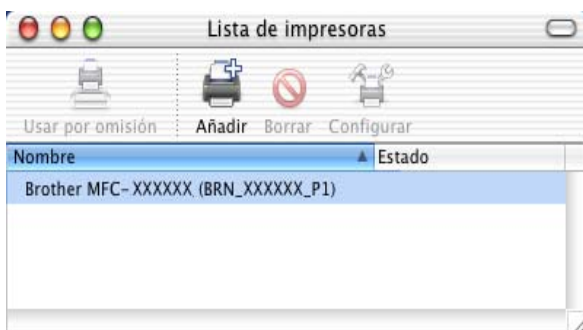 Lista de impresoras
Usar por omisión Añadir Borrar Configurar
Nombre Estado
Brother MFC-XXXXXX (BRN_XXXXXX_P1)